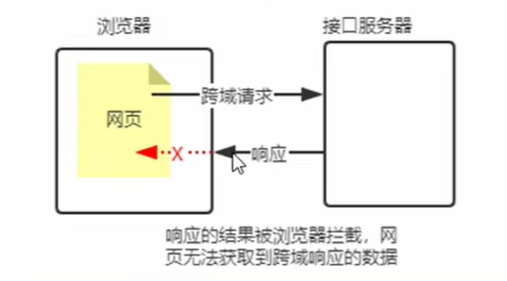 浏览器
接口服务器
网页
跨域请求
X
响应
响应的结果被浏览器拦截，网
页无法获取到跨域响应的数据